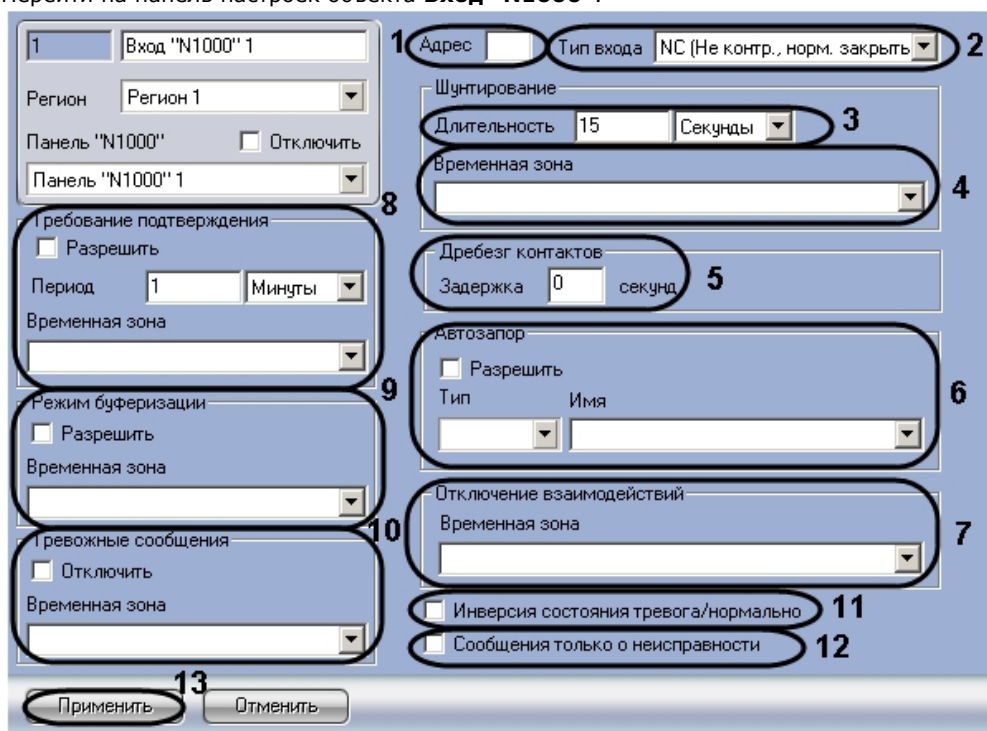 Перейти на панель настроек объекта Вход "N1000".
1
Вход "N1000" 1
Регион
Регион 1
Панель "N1000"
Отключить
Панель "N1000" 1
8
Требование подтверждения
Разрешить
Период
1
Минуты
Временная зона
9
Режим буферизации
Разрешить
Временная зона
10
Тревожные сообщения
Отключить
Временная зона
1
Адрес
Тип входа
NC (Не контр., норм. закрыть
2
Шунтирование
Длительность
15
Секунды
3
Временная зона
4
Дребезг контактов
Задержка
0
секунд
5
Автозапор
Разрешить
Тип
Имя
6
Отключение взаимодействий
Временная зона
7
Инверсия состояния тревога/нормально
11
Сообщения только о неисправности
12
13
Применить
Отменить